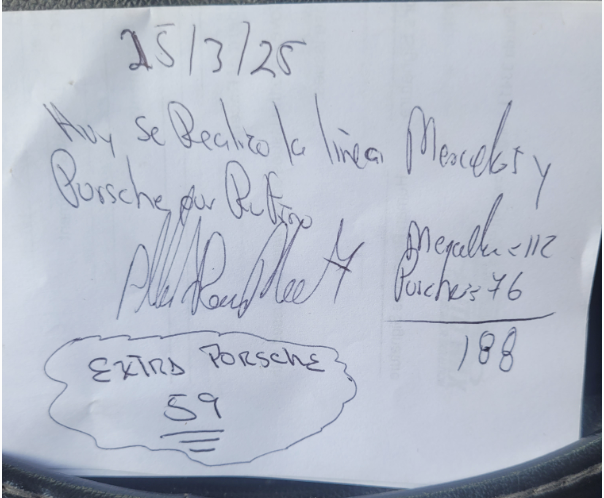 25/3/25
Hoy se Realizo la linea Mercedes y
Porsche por Rufino
Mercedes = 112
Porche = 76
188
EXTRA PORSCHE
59